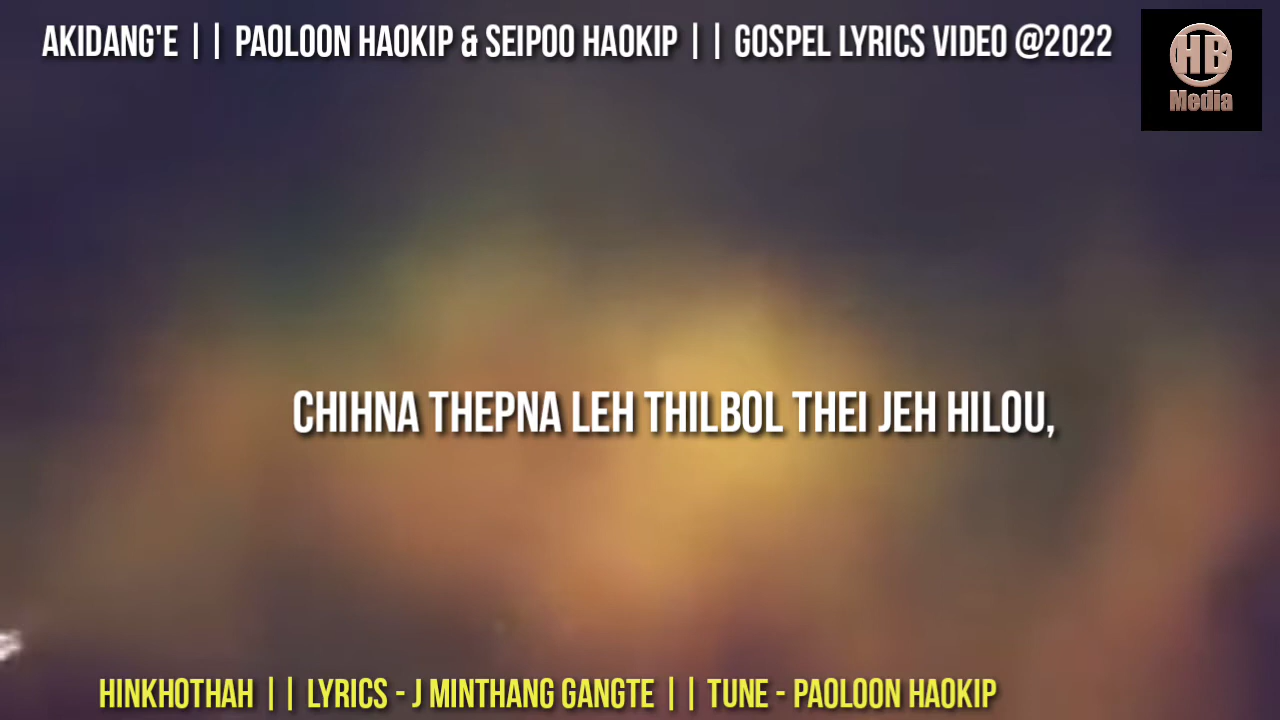 AKIDANG'E || PAOLOON HAOKIP & SEIPOO HAOKIP || GOSPEL LYRICS VIDEO @2022
HB
Media
CHIHNA THEPNA LEH THILBOL THEI JEH HILOU,
HINKHOTHAH || LYRICS - J MINTHANG GANGTE || TUNE - PAOLOON HAOKIP